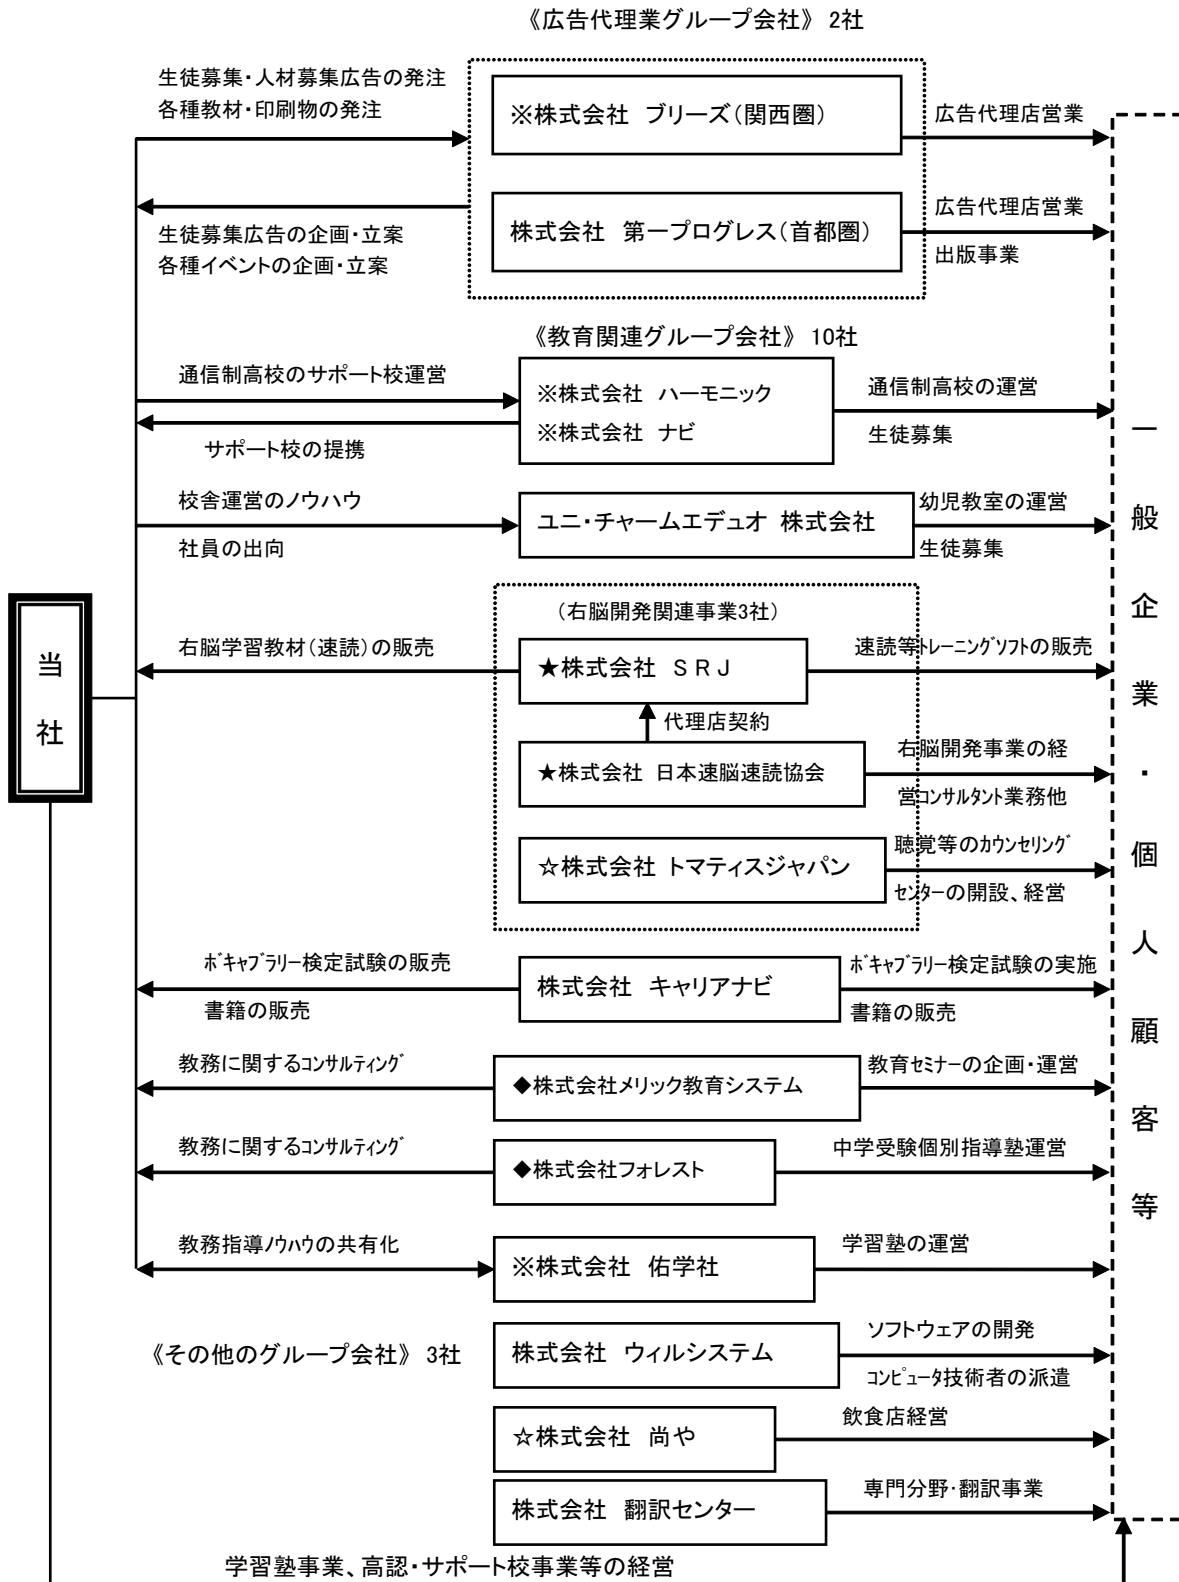 《広告代理業グループ会社》 2社
生徒募集・人材募集広告の発注
各種教材・印刷物の発注
※株式会社 ブリーズ(関西圏)
広告代理店営業
生徒募集広告の企画・立案
各種イベントの企画・立案
株式会社 第一プログレス(首都圏)
広告代理店営業
出版事業
《教育関連グループ会社》 10社
通信制高校のサポート校運営
サポート校の提携
※株式会社 ハーモニック
※株式会社 ナビ
通信制高校の運営
生徒募集
校舎運営のノウハウ
社員の出向
ユニ・チャームエデュオ 株式会社
幼児教室の運営
生徒募集
(右脳開発関連事業3社)
右脳学習教材(速読)の販売
★株式会社 SRJ
速読等トレーニングソフトの販売
代理店契約
★株式会社 日本速脳速読協会
右脳開発事業の経
営コンサルタント業務他
☆株式会社 トマティスジャパン
聴覚等のカウンセリング
センターの開設、経営
ボキャブラリー検定試験の販売
書籍の販売
株式会社 キャリアナビ
ボキャブラリー検定試験の実施
書籍の販売
教務に関するコンサルティング
◆株式会社メリック教育システム
教育セミナーの企画・運営
教務に関するコンサルティング
◆株式会社フォレスト
中学受験個別指導塾運営
教務指導ノウハウの共有化
※株式会社 佑学社
学習塾の運営
《その他のグループ会社》 3社
株式会社 ウィルシステム
ソフトウェアの開発
コンピュータ技術者の派遣
☆株式会社 尚や
飲食店経営
株式会社 翻訳センター
専門分野・翻訳事業
学習塾事業、高認・サポート校事業等の経営
当社
一般企業・個人顧客等